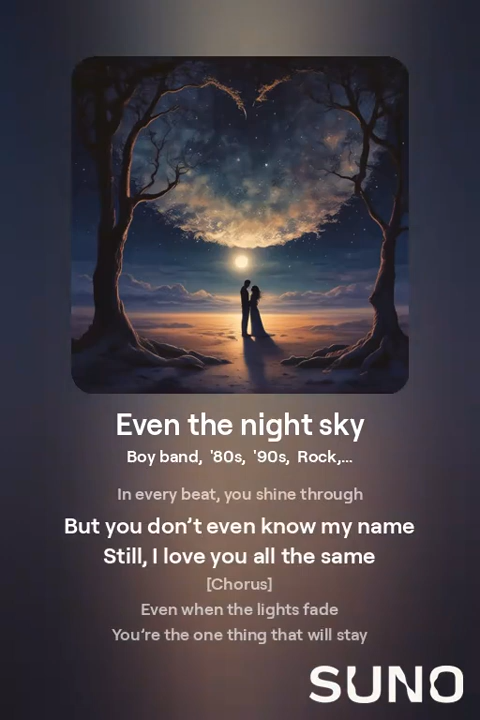 Even the night sky
Boy band, '80s, '90s, Rock,...
In every beat, you shine through
But you don't even know my name
Still, I love you all the same
[Chorus]
Even when the lights fade
You're the one thing that will stay
SUNO